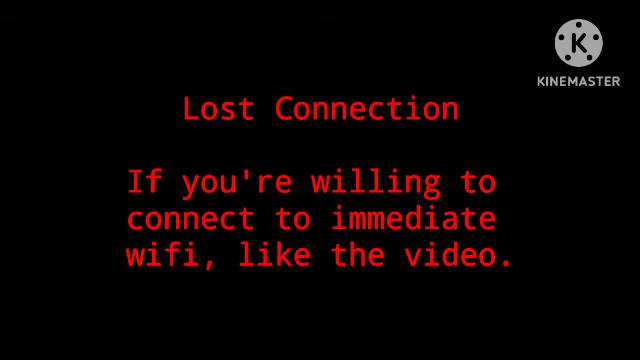 KINEMASTER
Lost Connection
If you're willing to
connect to immediate
wifi, like the video.